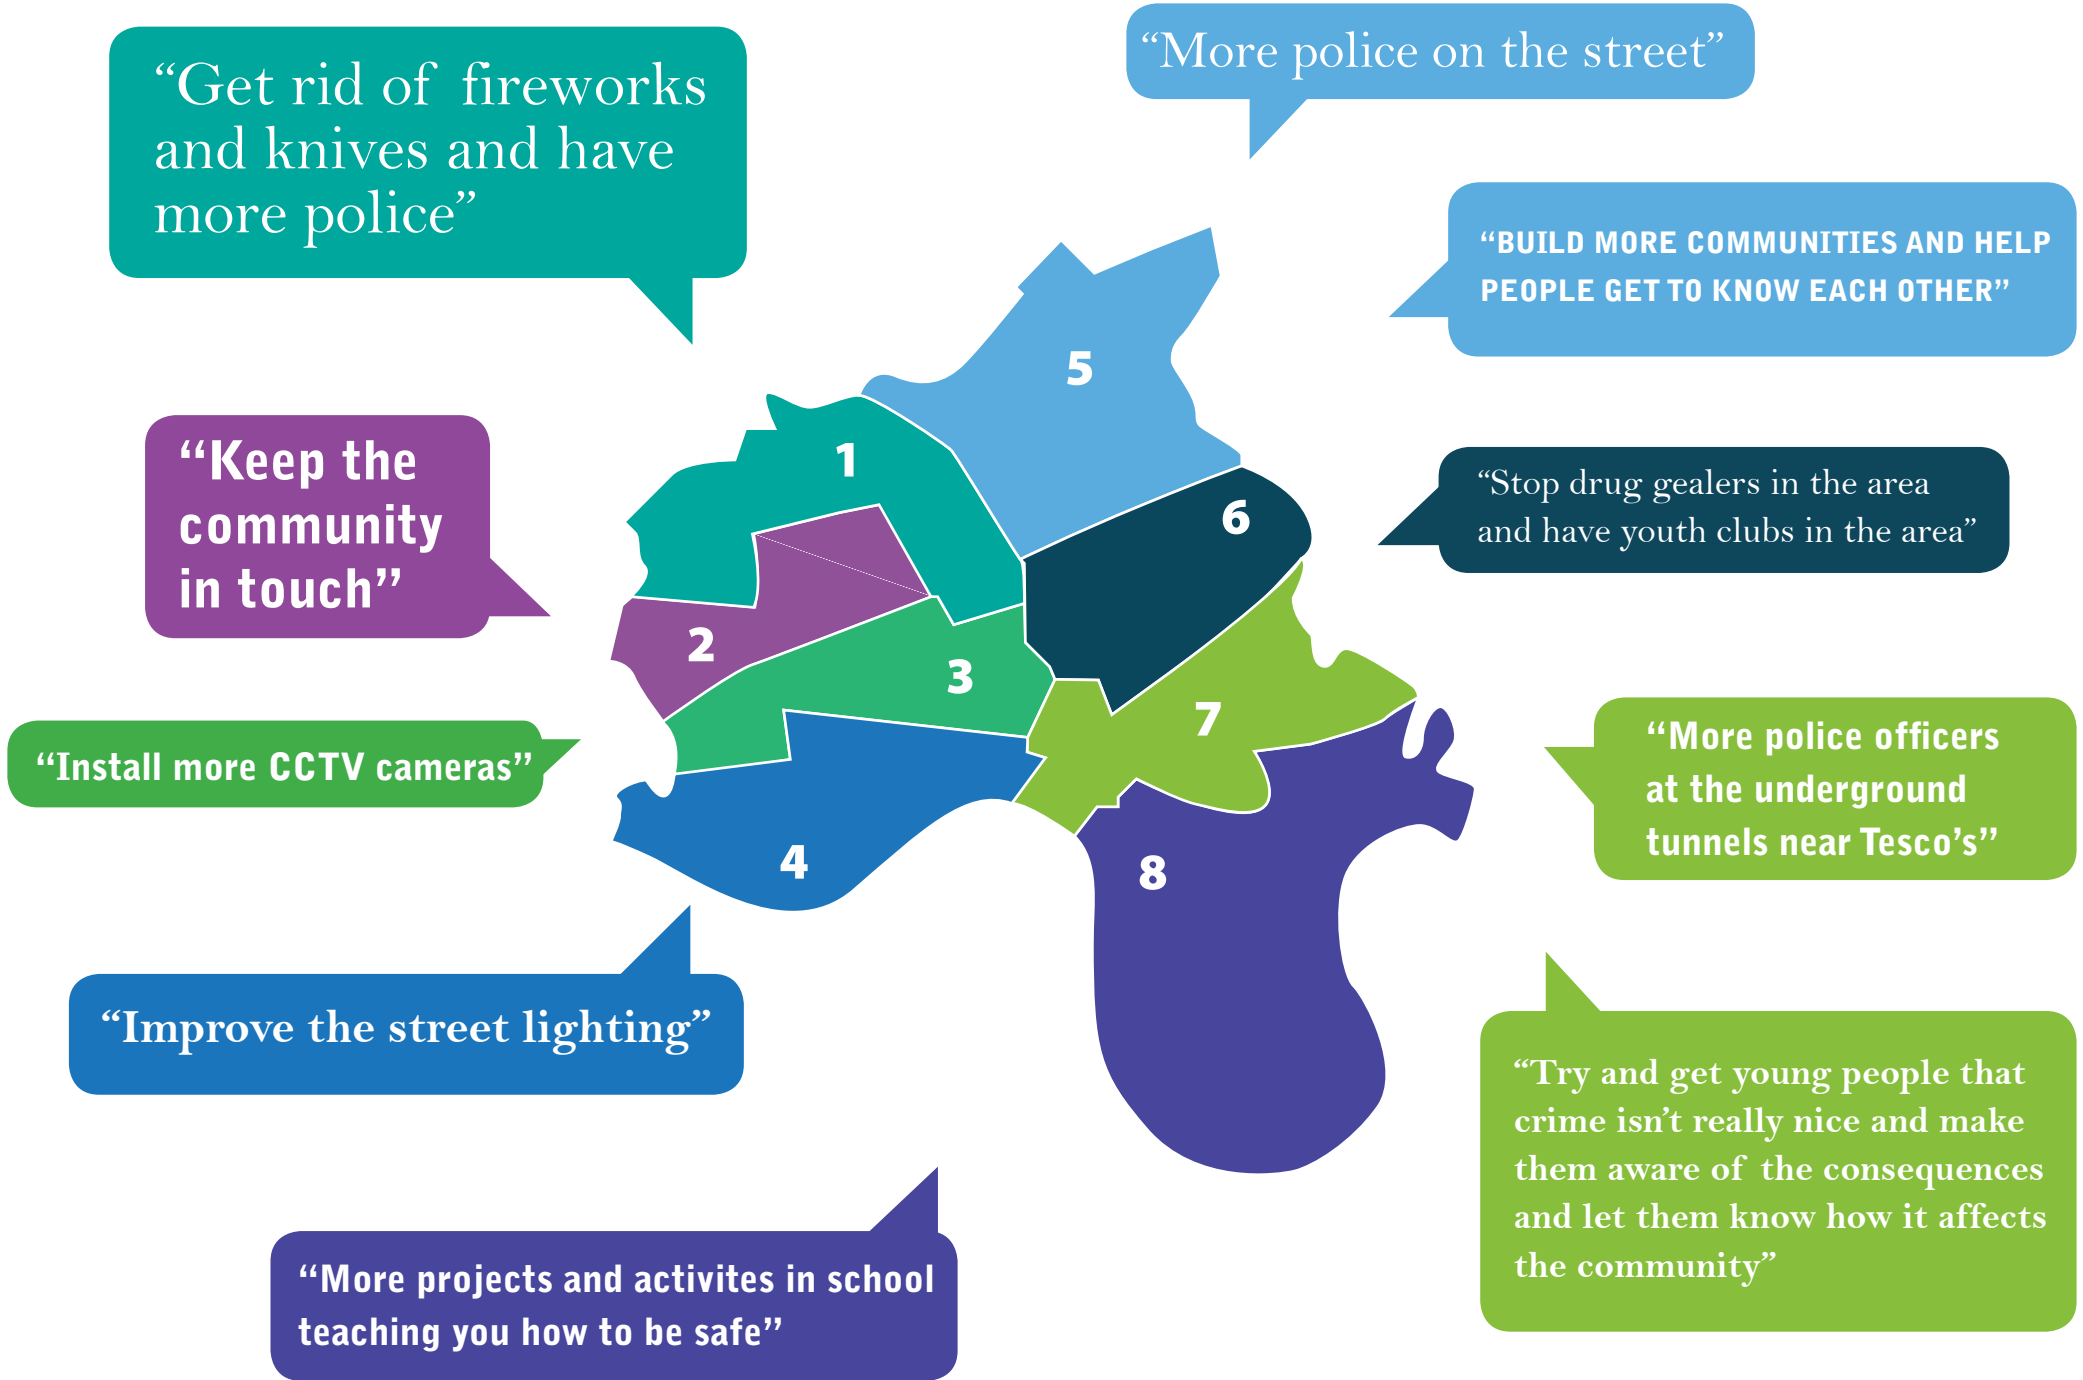 “Get rid of fireworks
and knives and have
more police”
“More police on the street”
“BUILD MORE COMMUNITIES AND HELP
PEOPLE GET TO KNOW EACH OTHER”
5
“Keep the
community
in touch”
1
6
“Stop drug gealers in the area
and have youth clubs in the area”
2
3
7
“Install more CCTV cameras”
“More police officers
at the underground
tunnels near Tesco’s”
4
8
“Improve the street lighting”
“Try and get young people that
crime isn’t really nice and make
them aware of the consequences
and let them know how it affects
the community”
“More projects and activites in school
teaching you how to be safe”